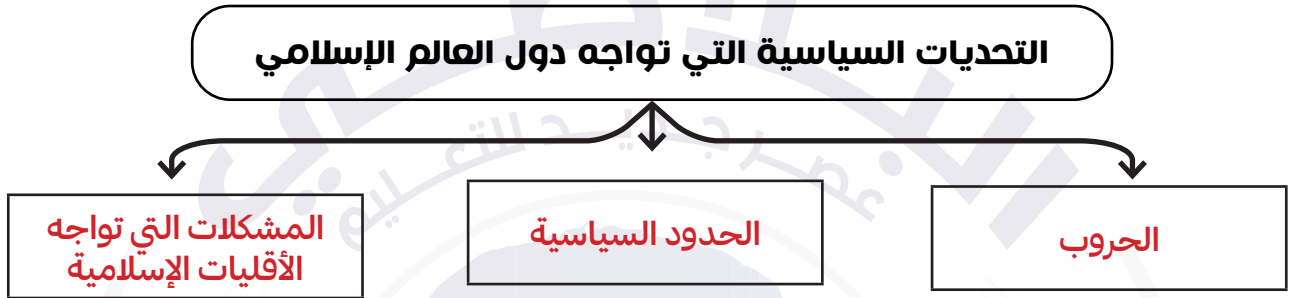 التحديات السياسية التي تواجه دول العالم الإسلامي
الحروب
الحدود السياسية
المشكلات التي تواجه
الأقليات الإسلامية